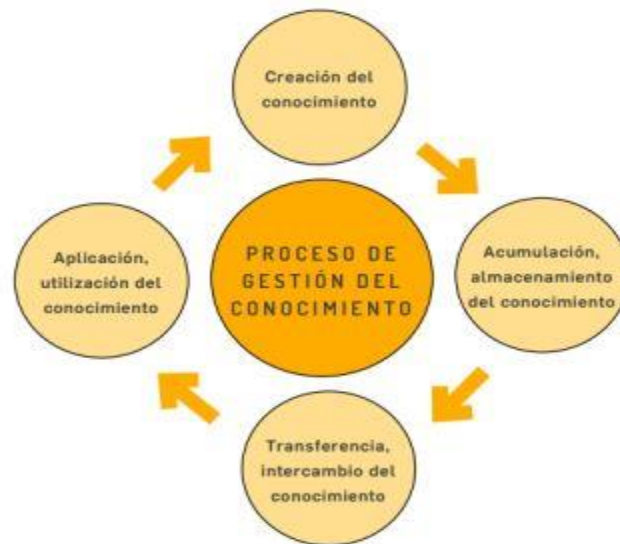 Creación del
conocimiento
Acumulación,
almacenamiento
del conocimiento
PROCESO DE
GESTIÓN DEL
CONOCIMIENTO
Aplicación,
utilización del
conocimiento
Transferencia,
intercambio del
conocimiento